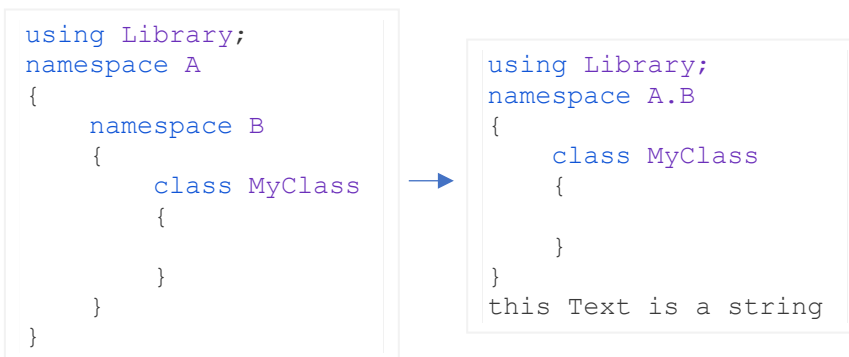 using Library;
namespace A
{
    namespace B
    {
        class MyClass
        {

        }
    }
}
using Library;
namespace A.B
{
    class MyClass
    {

    }
}
this Text is a string